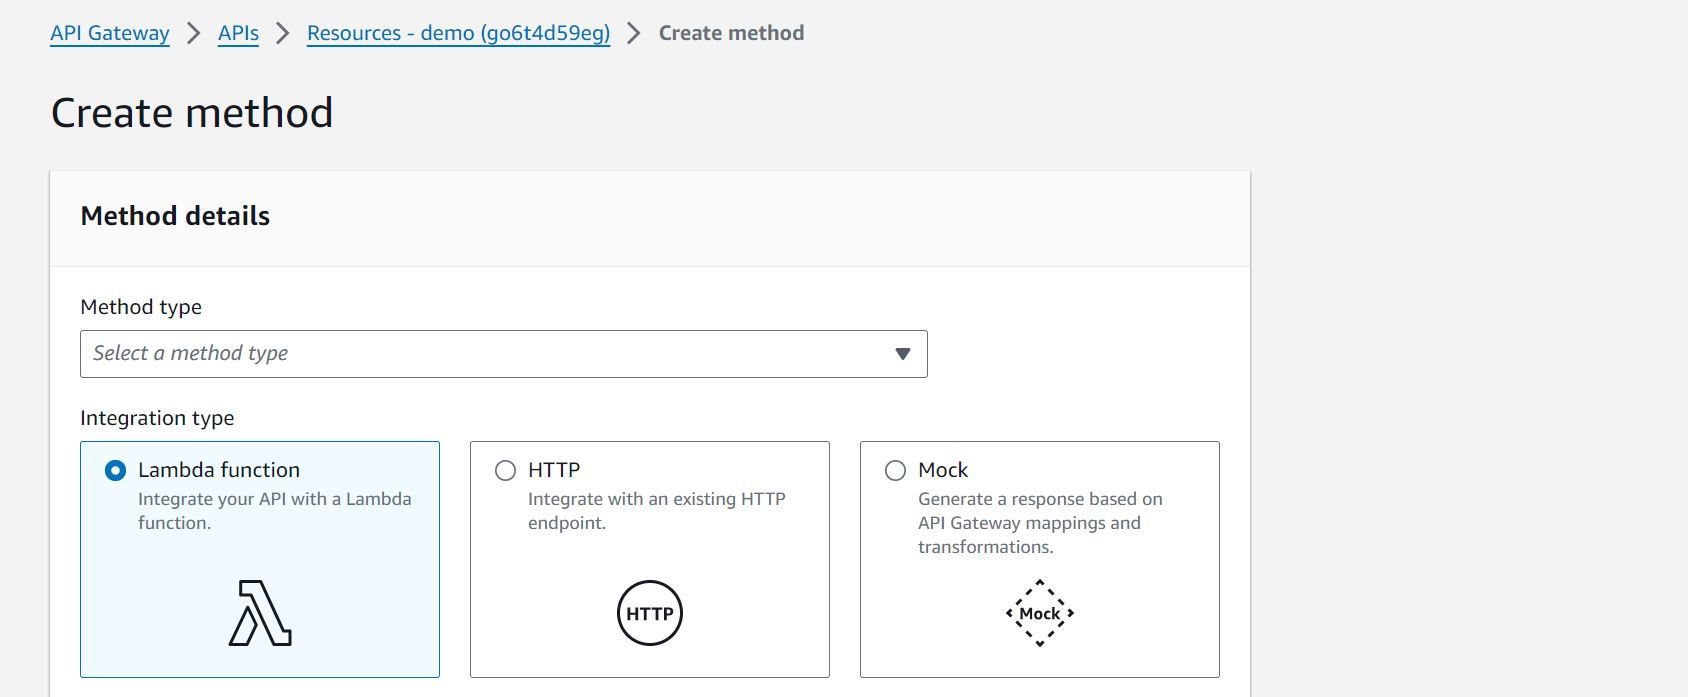 API Gateway > APIs > Resources - demo (go6t4d59eg) > Create method
Create method
Method details
Method type
Select a method type
Integration type
Lambda function
Integrate your API with a Lambda
function.
HTTP
Integrate with an existing HTTP
endpoint.
HTTP
Mock
Generate a response based on
API Gateway mappings and
transformations.
Mock